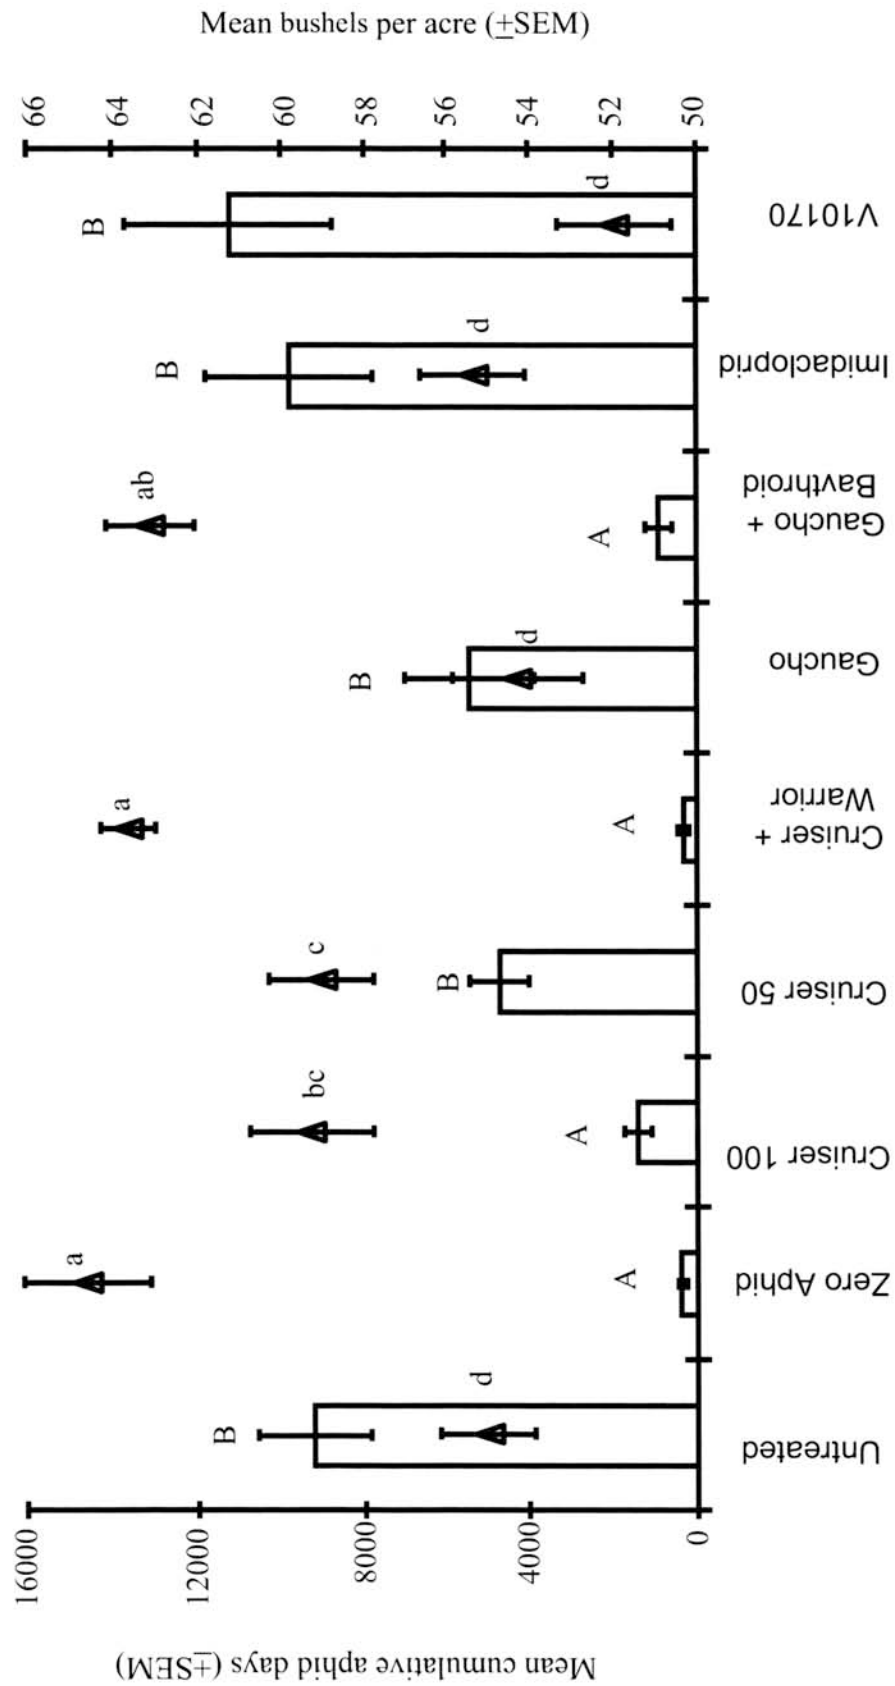 Mean bushels per acre (±SEM)
66
64
62
60
58
56
54
52
50
B
d
B
d
ab
A
B
d
a
A
c
B
bc
A
a
A
B
d
V10170
Imidacloprid
Gaucho +
Baythroid
Gaucho
Cruiser +
Warrior
Cruiser 50
Cruiser 100
Zero Aphid
Untreated
16000
12000
8000
4000
0
Mean cumulative aphid days (±SEM)